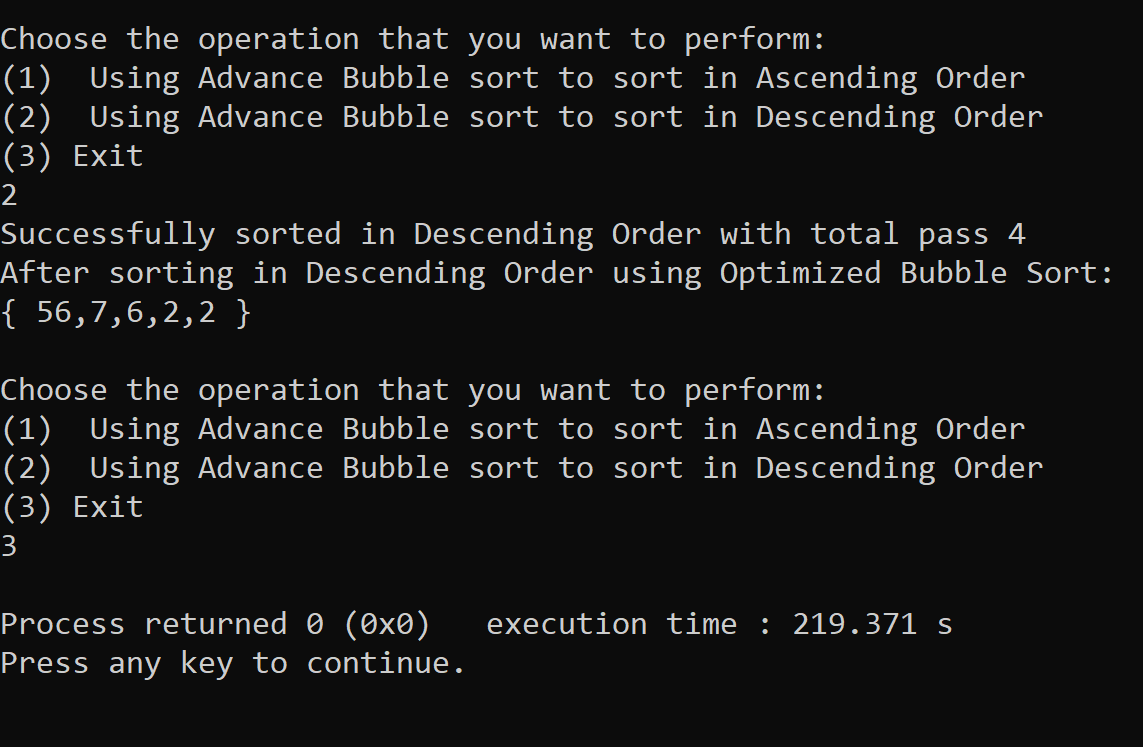 Choose the operation that you want to perform:
(1)  Using Advance Bubble sort to sort in Ascending Order
(2)  Using Advance Bubble sort to sort in Descending Order
(3) Exit
2
Successfully sorted in Descending Order with total pass 4
After sorting in Descending Order using Optimized Bubble Sort:
{ 56,7,6,2,2 }
Choose the operation that you want to perform:
(1)  Using Advance Bubble sort to sort in Ascending Order
(2)  Using Advance Bubble sort to sort in Descending Order
(3) Exit
3
Process returned 0 (0x0)   execution time : 219.371 s
Press any key to continue.